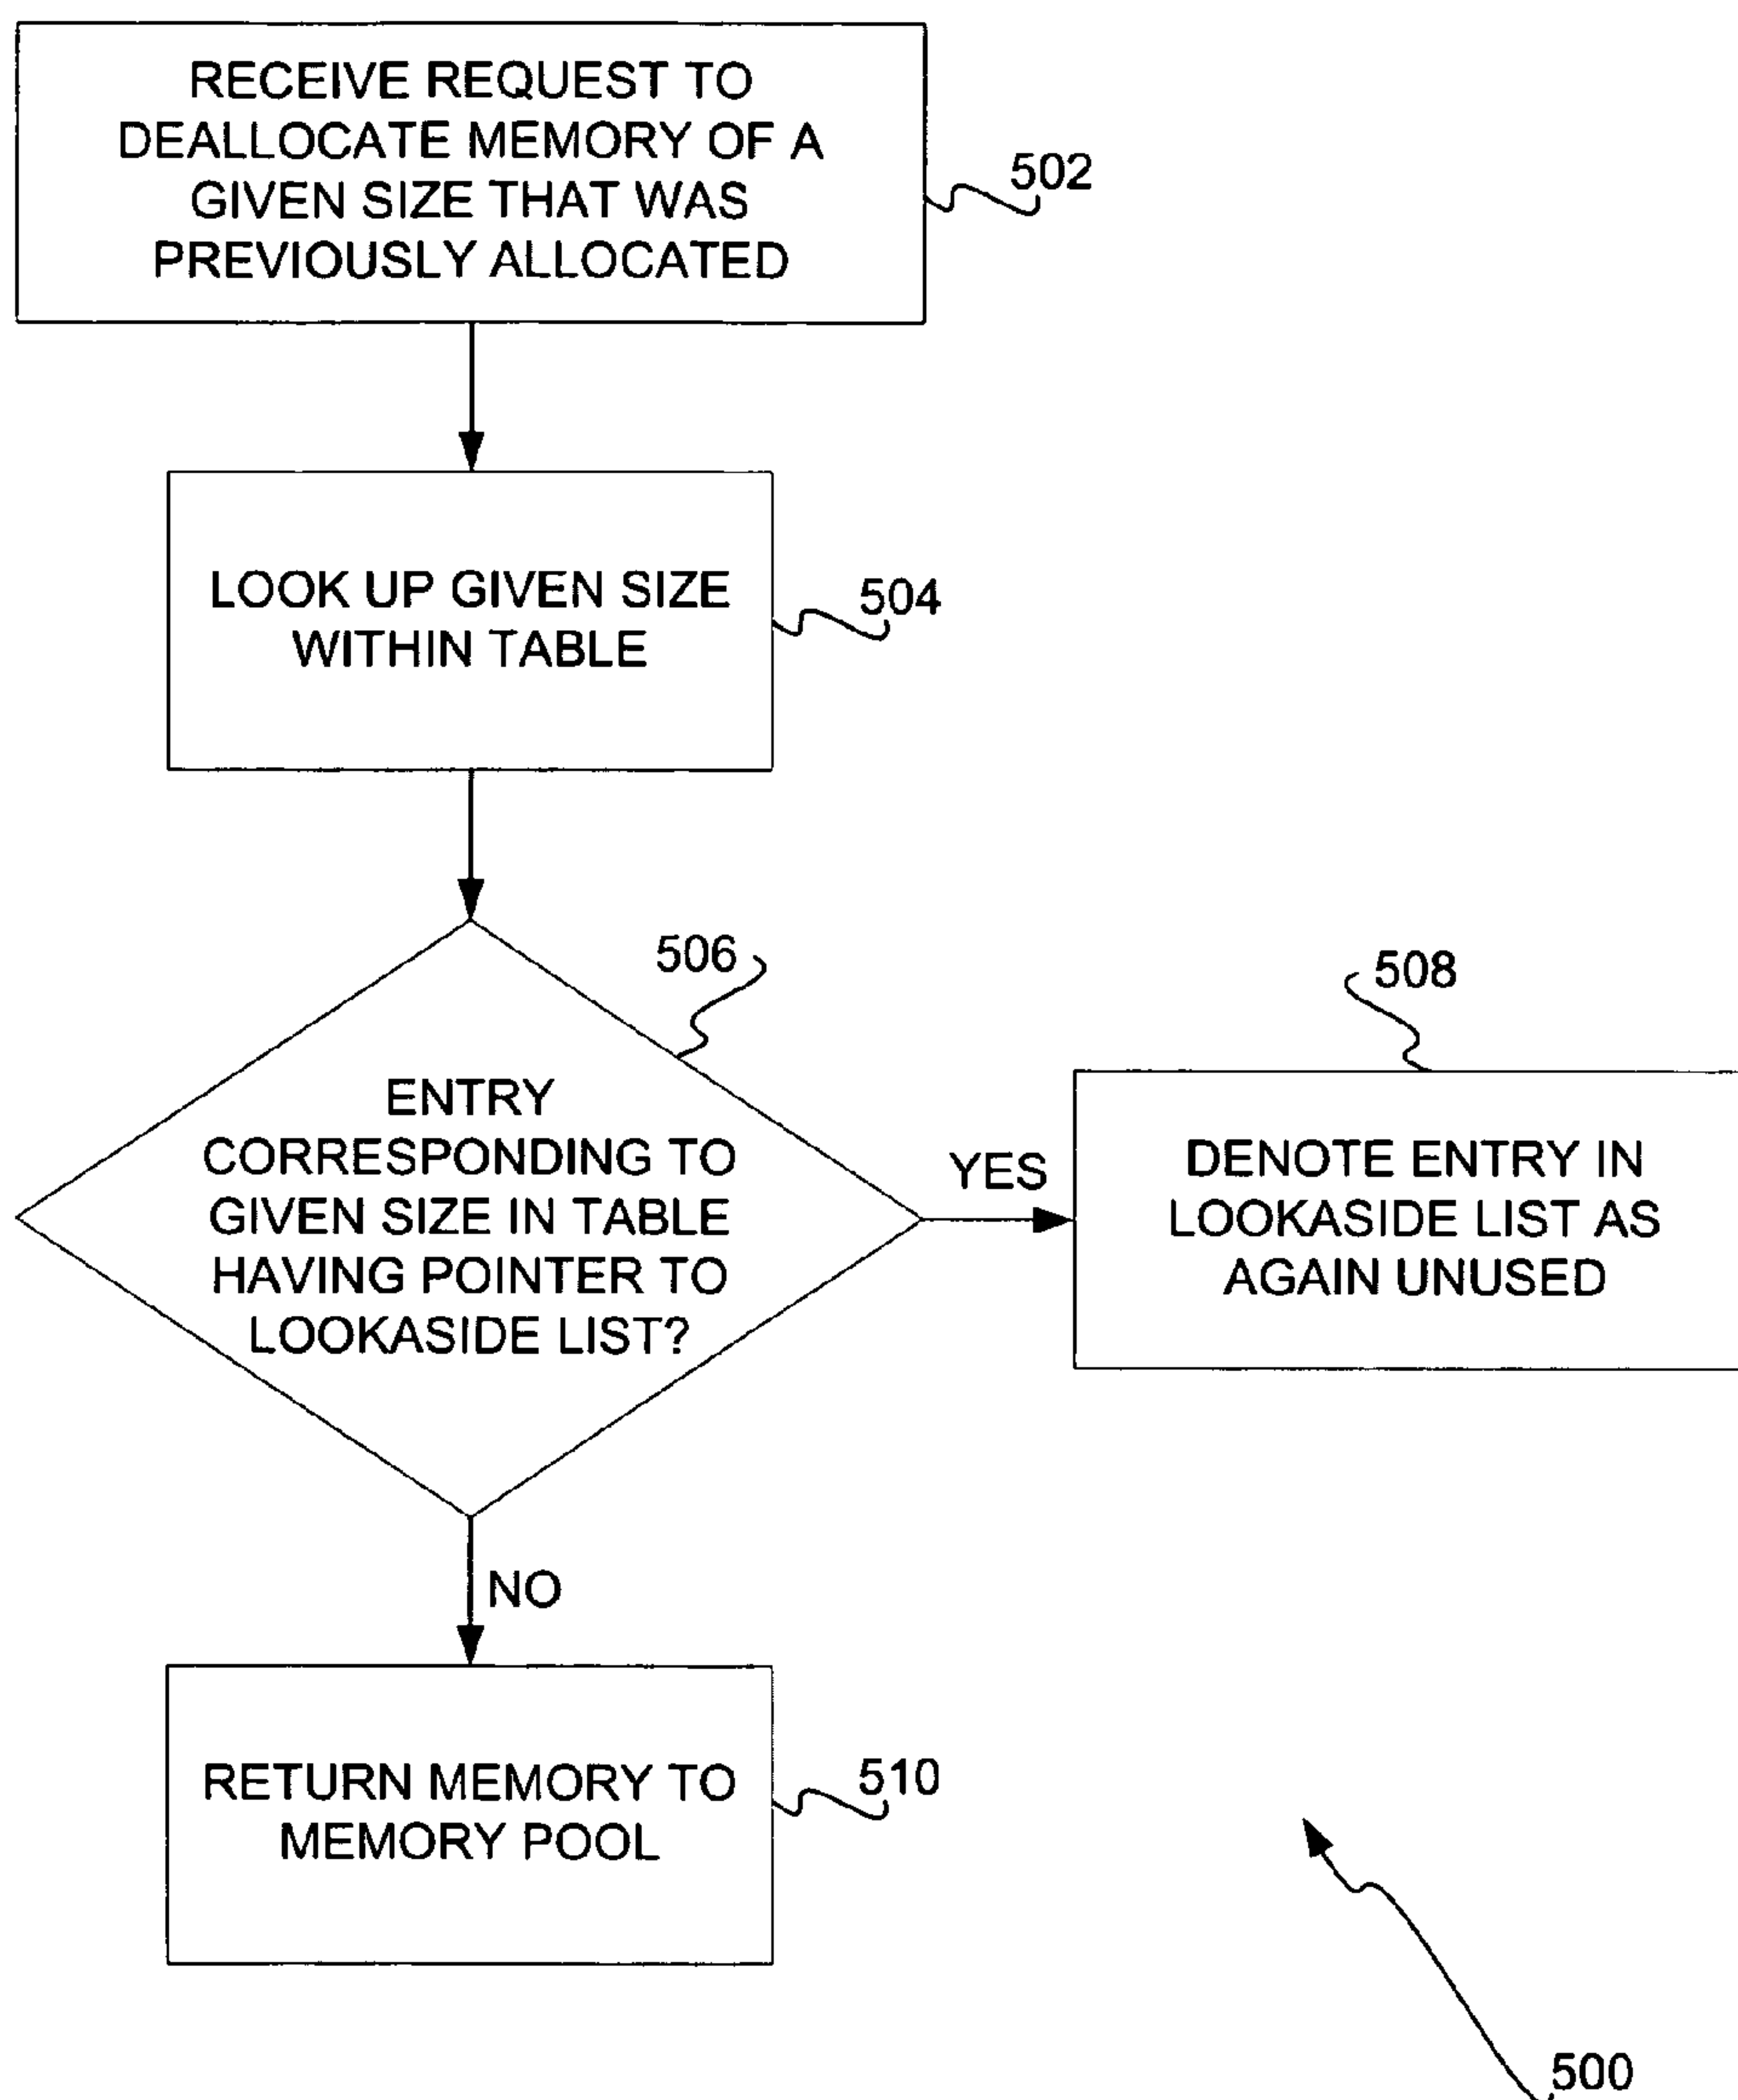 RECEIVE REQUEST TO
DEALLOCATE MEMORY OF A
GIVEN SIZE THAT WAS
PREVIOUSLY ALLOCATED
502
LOOK UP GIVEN SIZE
WITHIN TABLE
504
506
ENTRY
CORRESPONDING TO
GIVEN SIZE IN TABLE
HAVING POINTER TO
LOOKASIDE LIST?
YES
508
DENOTE ENTRY IN
LOOKASIDE LIST AS
AGAIN UNUSED
NO
RETURN MEMORY TO
MEMORY POOL
510
500